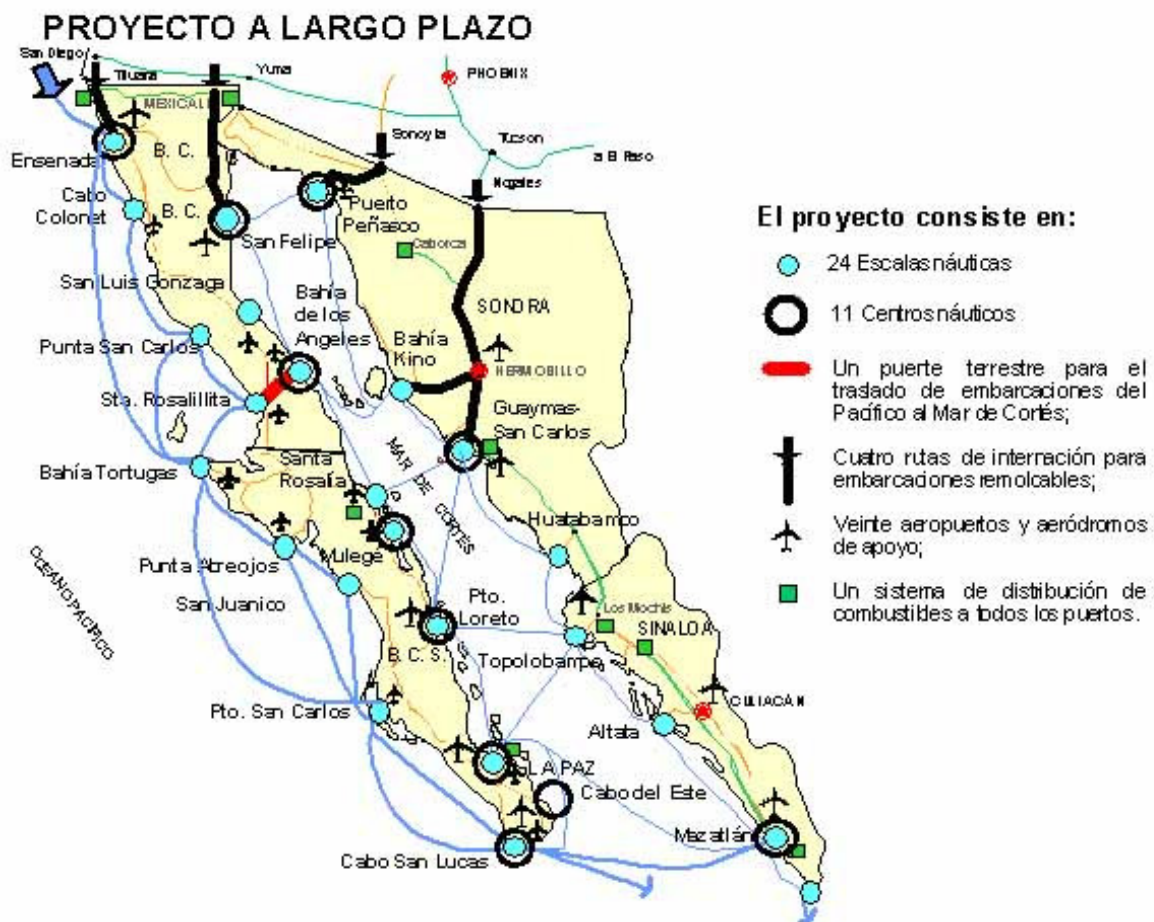 PROYECTO A LARGO PLAZO
San Diego
Tijuana
Yuma
PHOENIX
MEXICALI
Sonoyta
Tucson
a El Paso
Nogales
Ensenada
B. C.
Cabo
Colonet
B. C.
San Felipe
Puerto
Peñasco
Caborca
San Luis Gonzaga
Bahía
de los
Angeles
SONORA
Punta San Carlos
Bahía
Kino
HERMOSILLO
Sta. Rosalillita
Guaymas-
San Carlos
Bahía Tortugas
Santa
Rosalía
MAR DE CORTÉS
Huatabampo
OCEANO PACÍFICO
Punta Abreojos
Mulegé
San Juanico
Pto.
Loreto
Los Mochis
SINALOA
B. C. S.
Topolobampo
CULIACÁN
Pto. San Carlos
Altata
LA PAZ
Cabo del Este
Mazatlán
Cabo San Lucas
El proyecto consiste en:
24 Escalas náuticas
11 Centros náuticos
Un puerte terrestre para el
traslado de embarcaciones del
Pacífico al Mar de Cortés;
Cuatro rutas de internación para
embarcaciones remolcables;
Veinte aeropuertos y aeródromos
de apoyo;
Un sistema de distribución de
combustibles a todos los puertos.